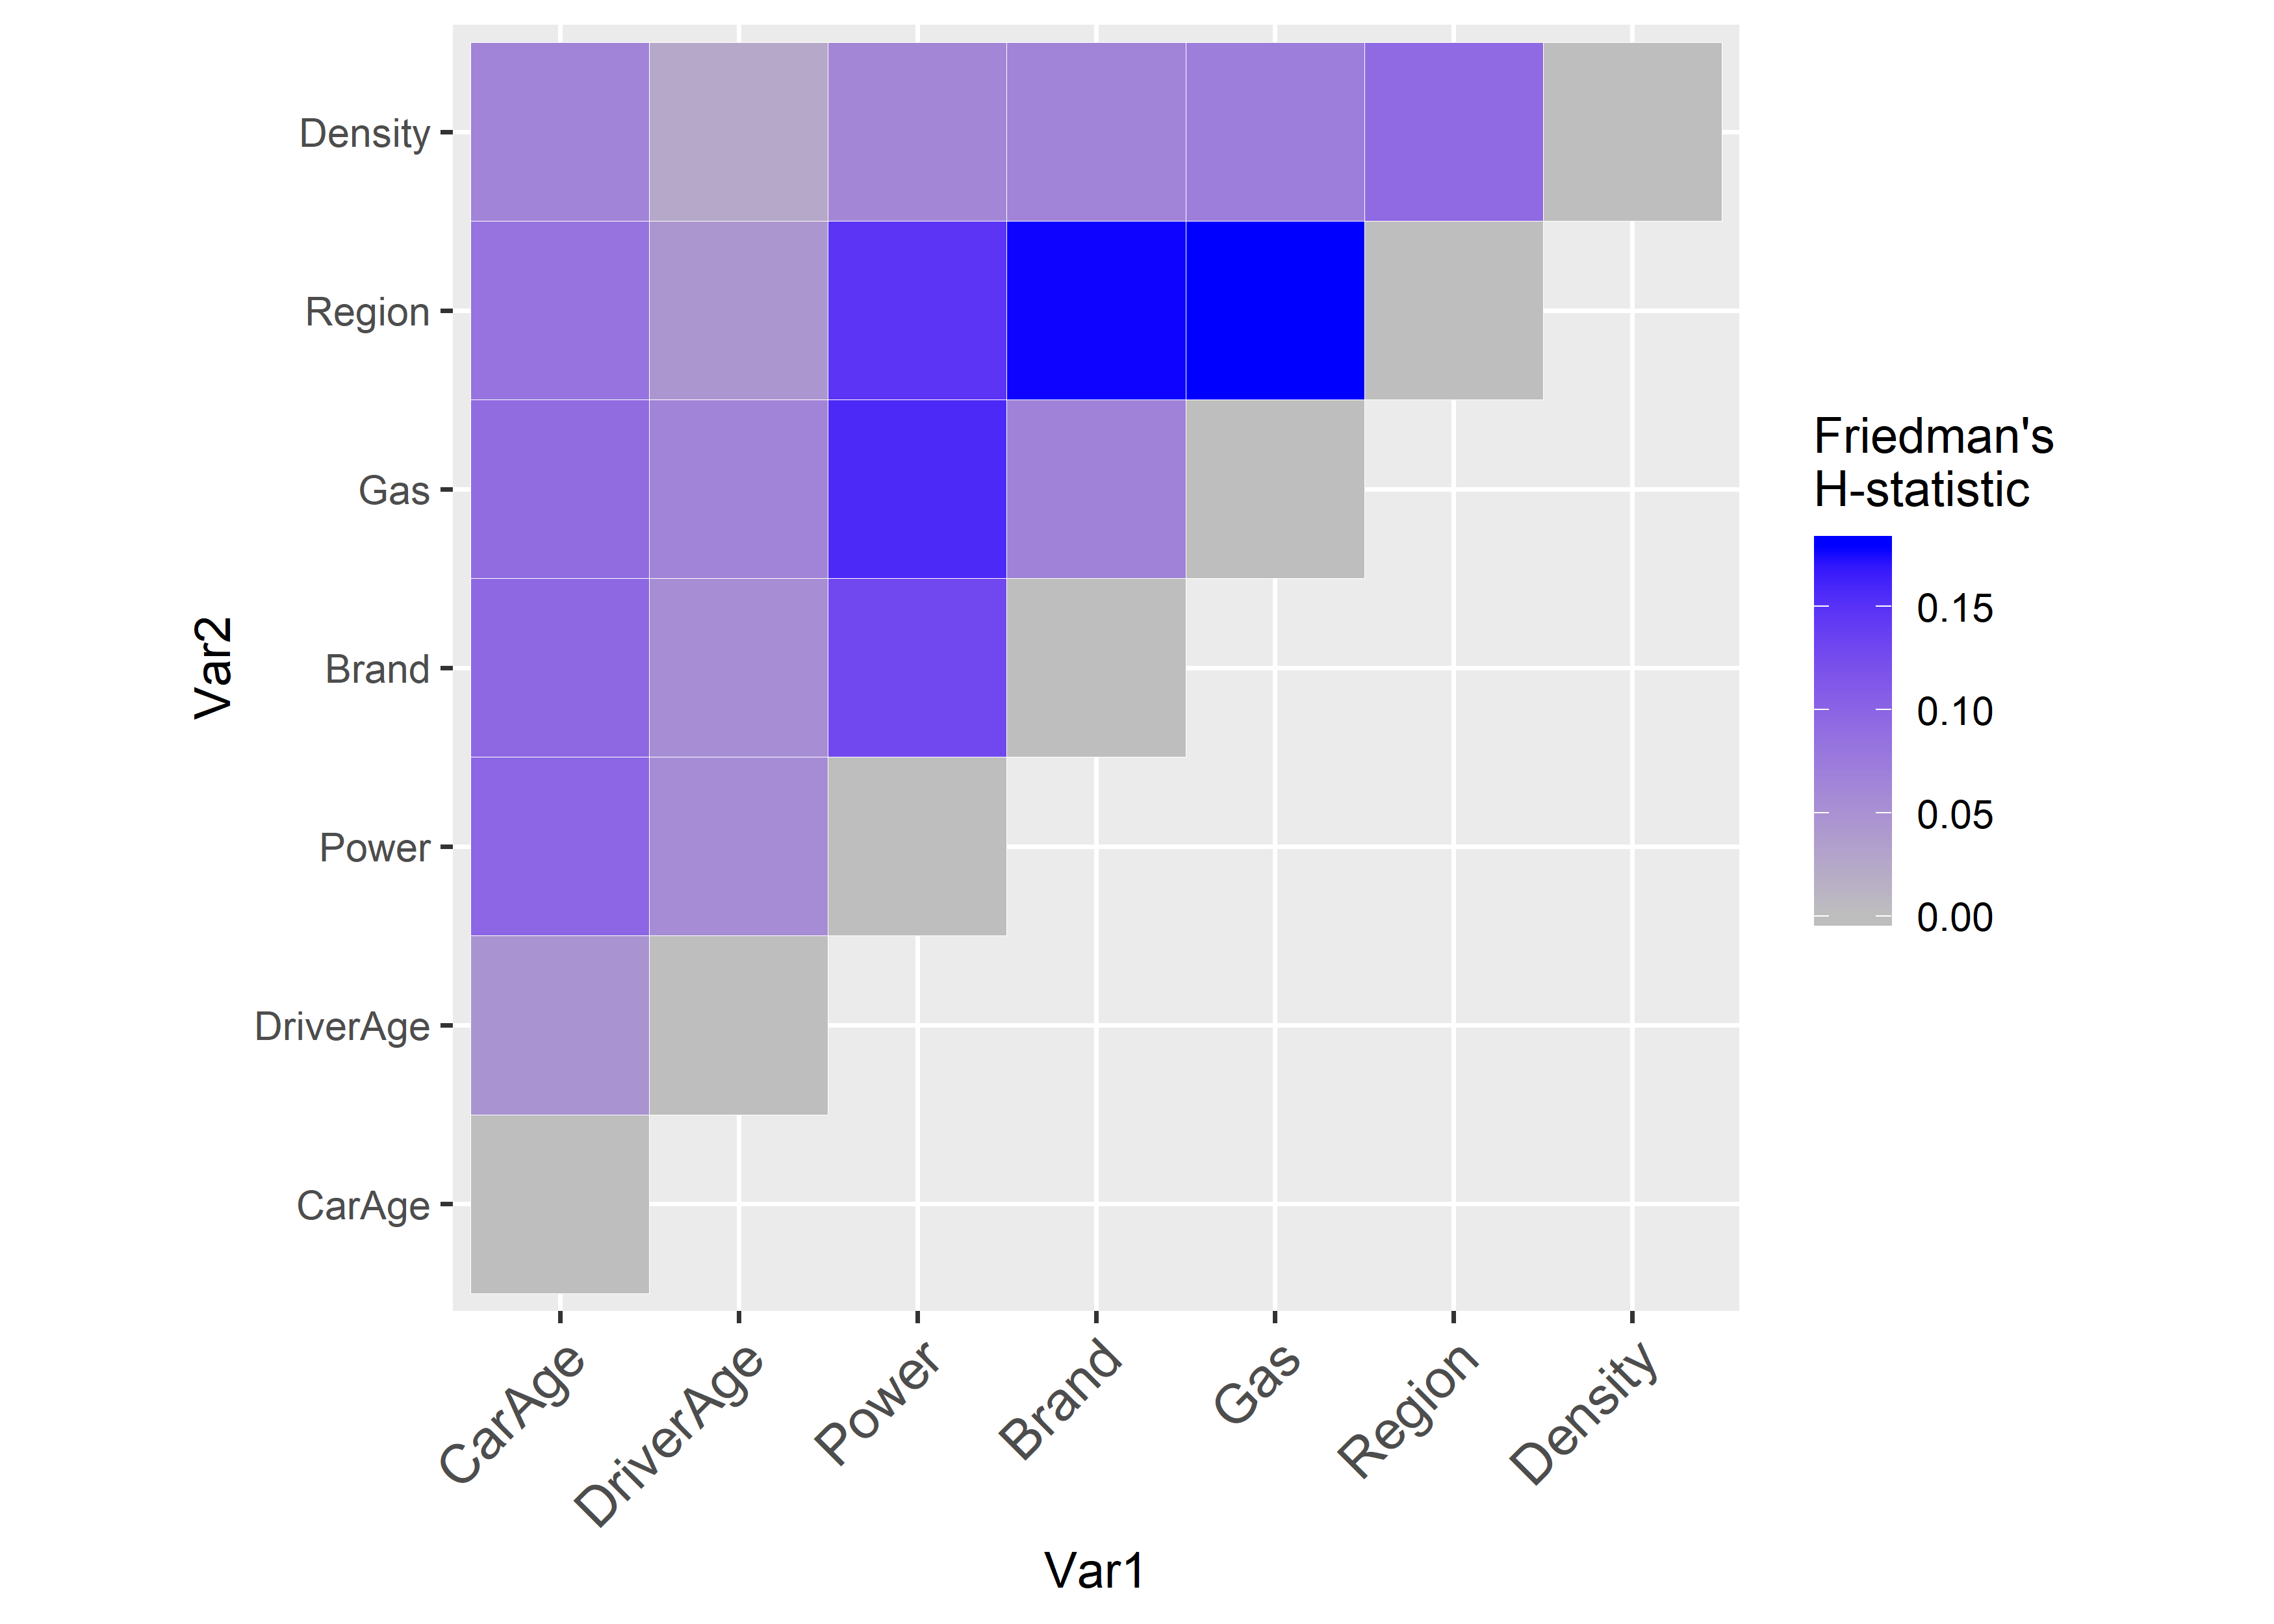 Density
Region
Gas
Brand
Power
DriverAge
CarAge
Var2
CarAge
DriverAge
Power
Brand
Gas
Region
Density
Var1
Friedman's
H-statistic
0.15
0.10
0.05
0.00